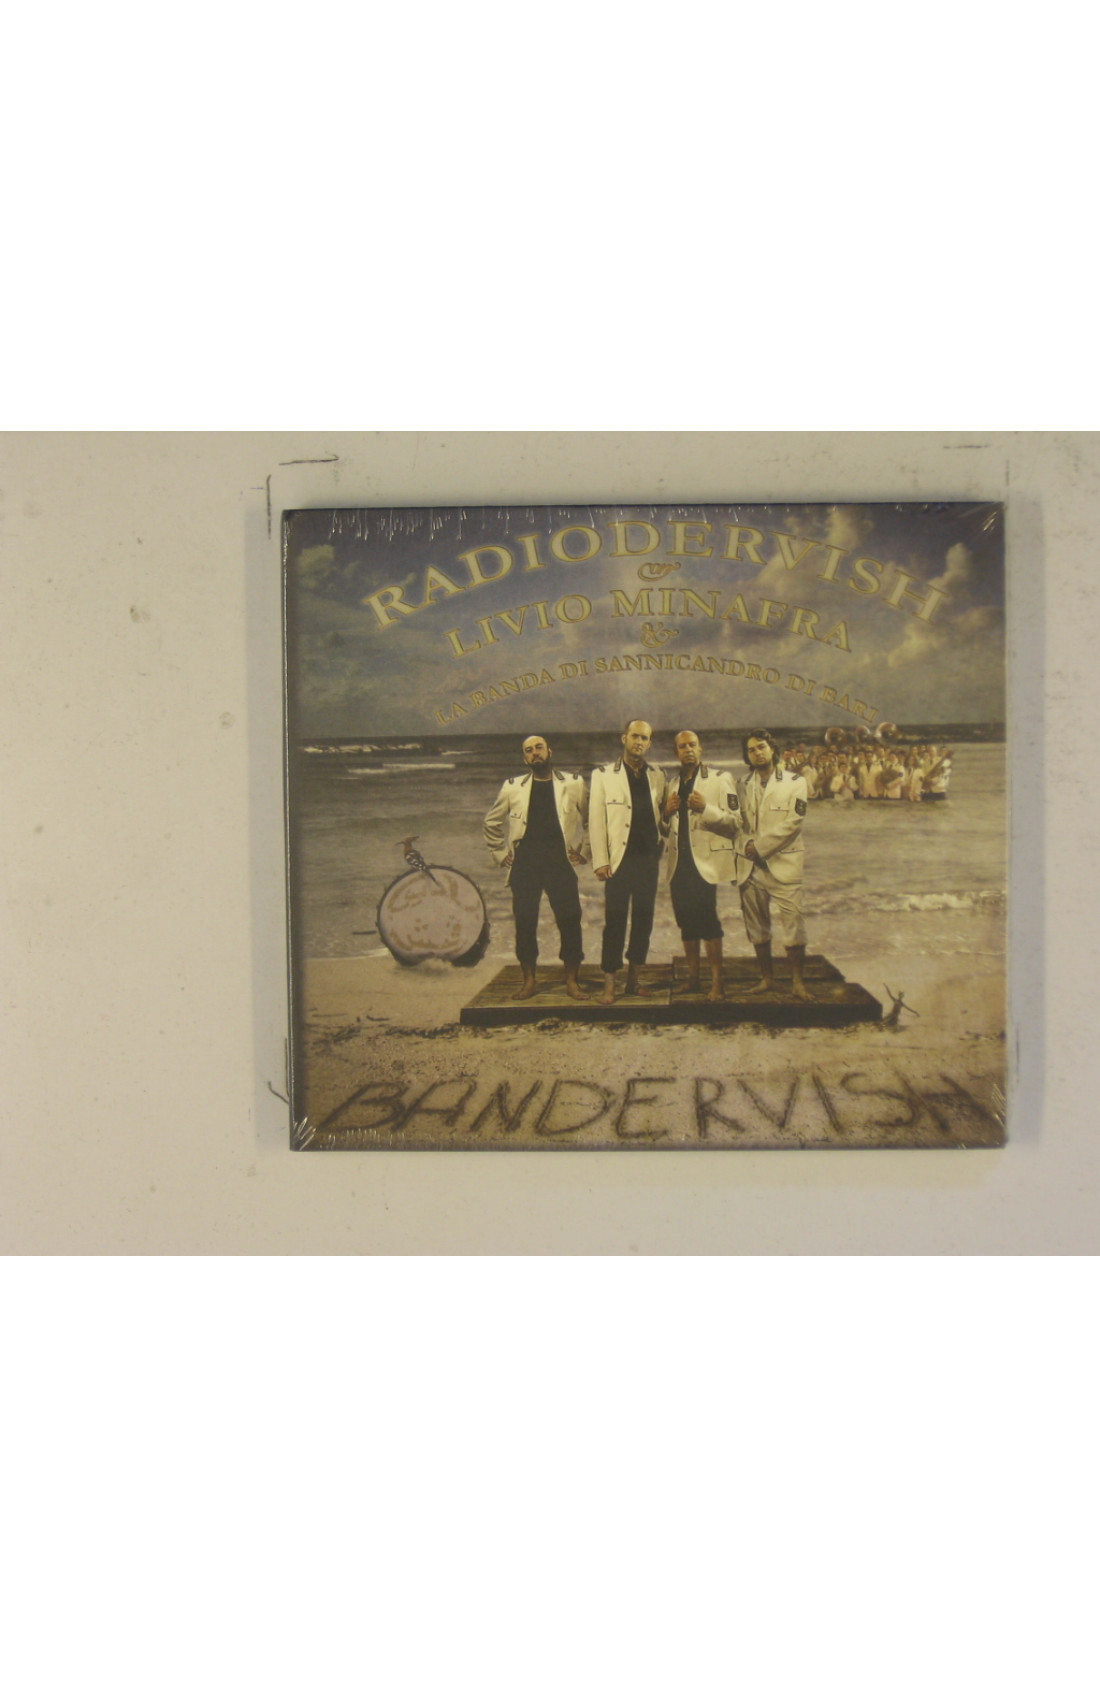 RADIODERVISH
&
LIVIO MINAFRA
&
LA BANDA DI SANNICANDRO DI BARI
BANDERVISH